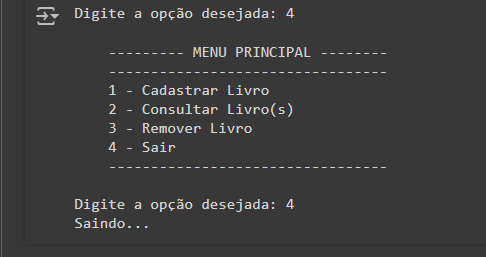 Digite a opção desejada: 4
--------- MENU PRINCIPAL --------
---------------------------------
1 - Cadastrar Livro
2 - Consultar Livro(s)
3 - Remover Livro
4 - Sair
---------------------------------
Digite a opção desejada: 4
Saindo...